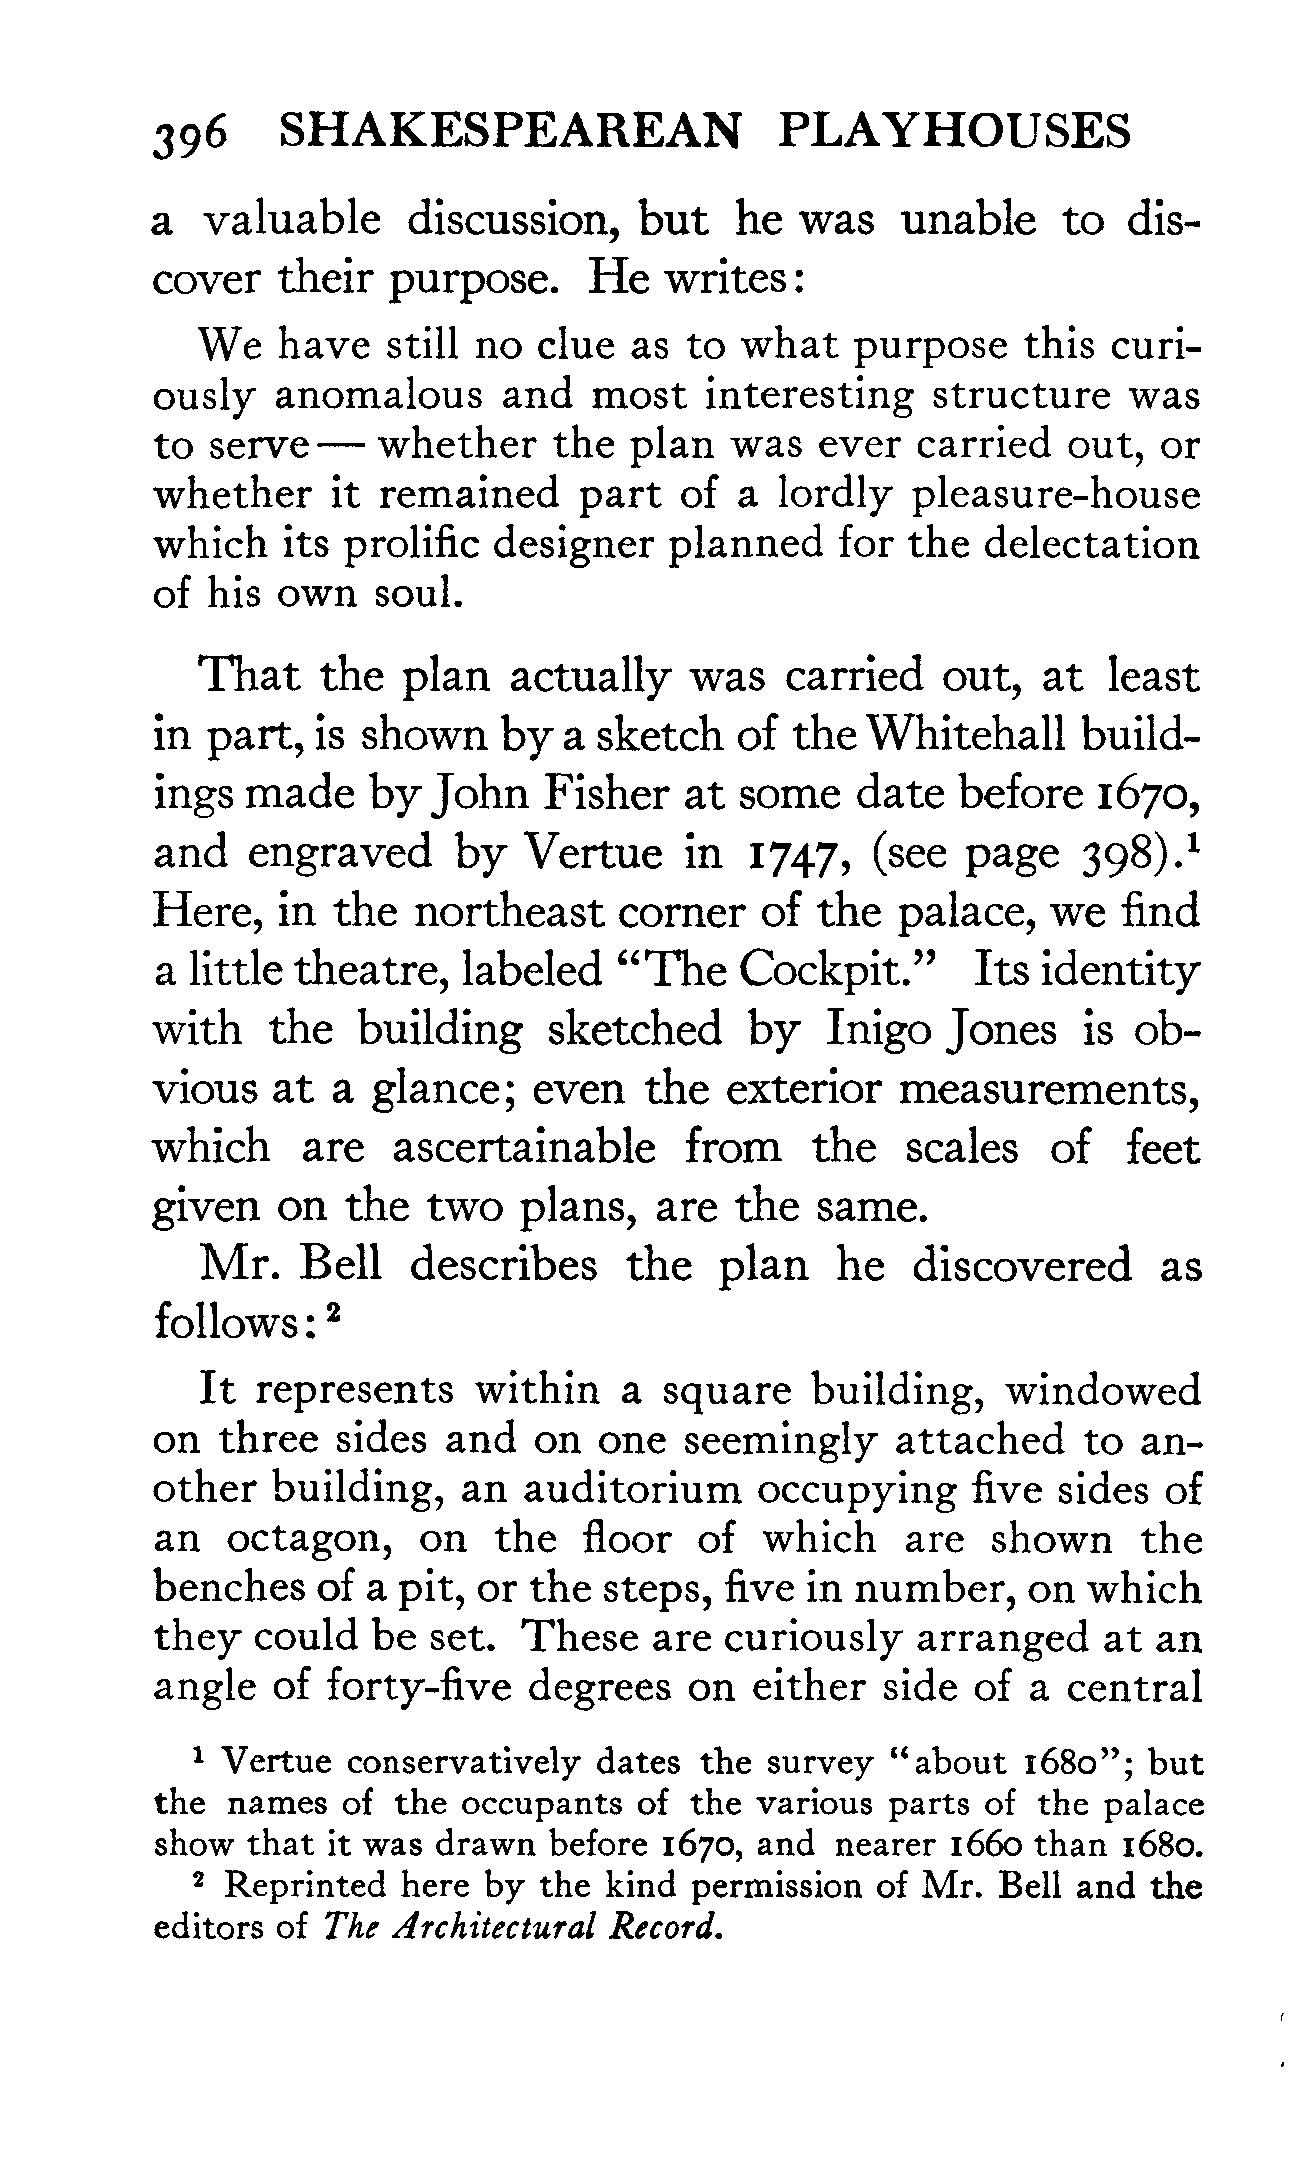 396 SHAKESPEAREAN PLAYHOUSES
a valuable discussion, but he was unable to dis-
cover their purpose. He writes:
We have still no clue as to what purpose this curi-
ously anomalous and most interesting structure was
to serve — whether the plan was ever carried out, or
whether it remained part of a lordly pleasure-house
which its prolific designer planned for the delectation
of his own soul.
That the plan actually was carried out, at least
in part, is shown by a sketch of the Whitehall build-
ings made by John Fisher at some date before 1670,
and engraved by Vertue in 1747, (see page 398).¹
Here, in the northeast corner of the palace, we find
a little theatre, labeled “The Cockpit.” Its identity
with the building sketched by Inigo Jones is ob-
vious at a glance; even the exterior measurements,
which are ascertainable from the scales of feet
given on the two plans, are the same.
Mr. Bell describes the plan he discovered as
follows: ²
It represents within a square building, windowed
on three sides and on one seemingly attached to an-
other building, an auditorium occupying five sides of
an octagon, on the floor of which are shown the
benches of a pit, or the steps, five in number, on which
they could be set. These are curiously arranged at an
angle of forty-five degrees on either side of a central
¹ Vertue conservatively dates the survey “about 1680”; but
the names of the occupants of the various parts of the palace
show that it was drawn before 1670, and nearer 1660 than 1680.
² Reprinted here by the kind permission of Mr. Bell and the
editors of The Architectural Record.